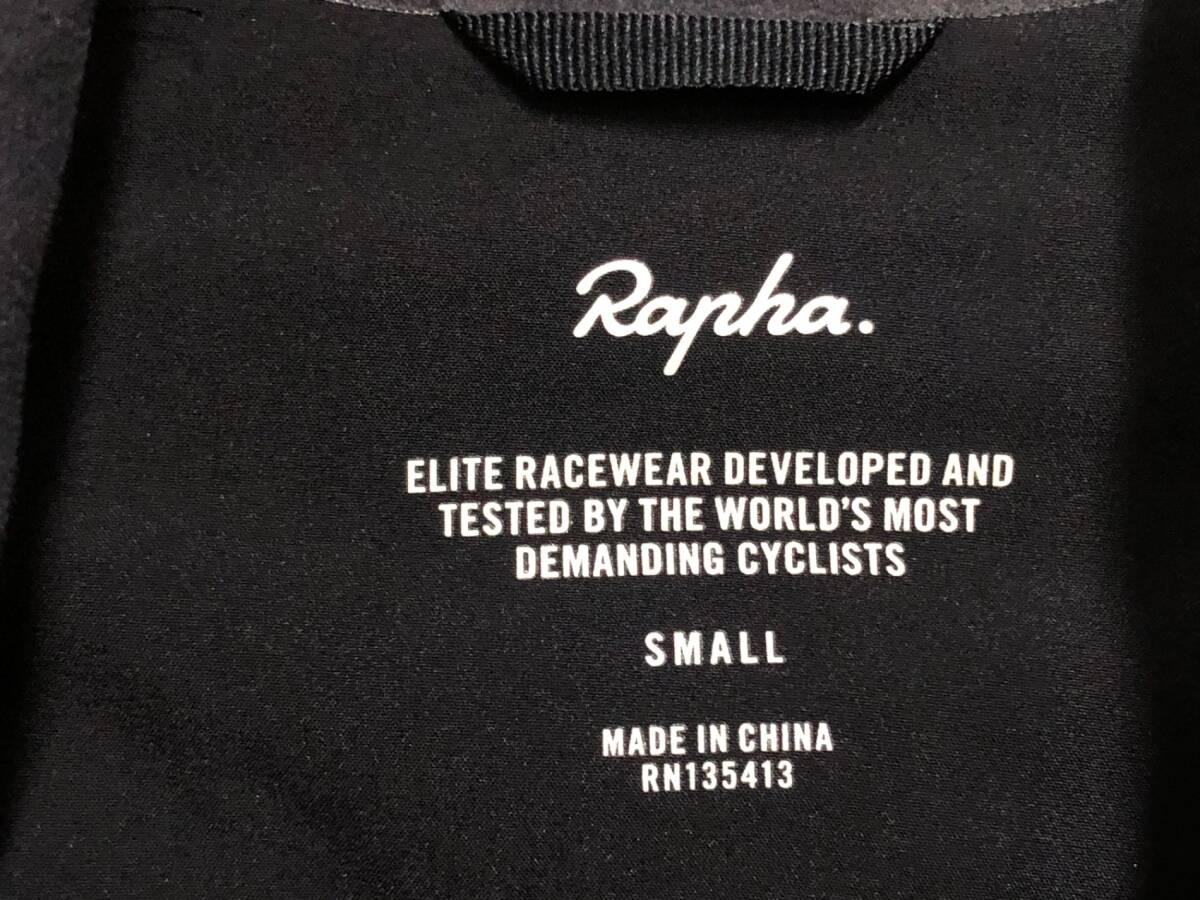 Rapha.
ELITE RACEWEAR DEVELOPED AND
TESTED BY THE WORLD'S MOST
DEMANDING CYCLISTS
SMALL
MADE IN CHINA
RN135413